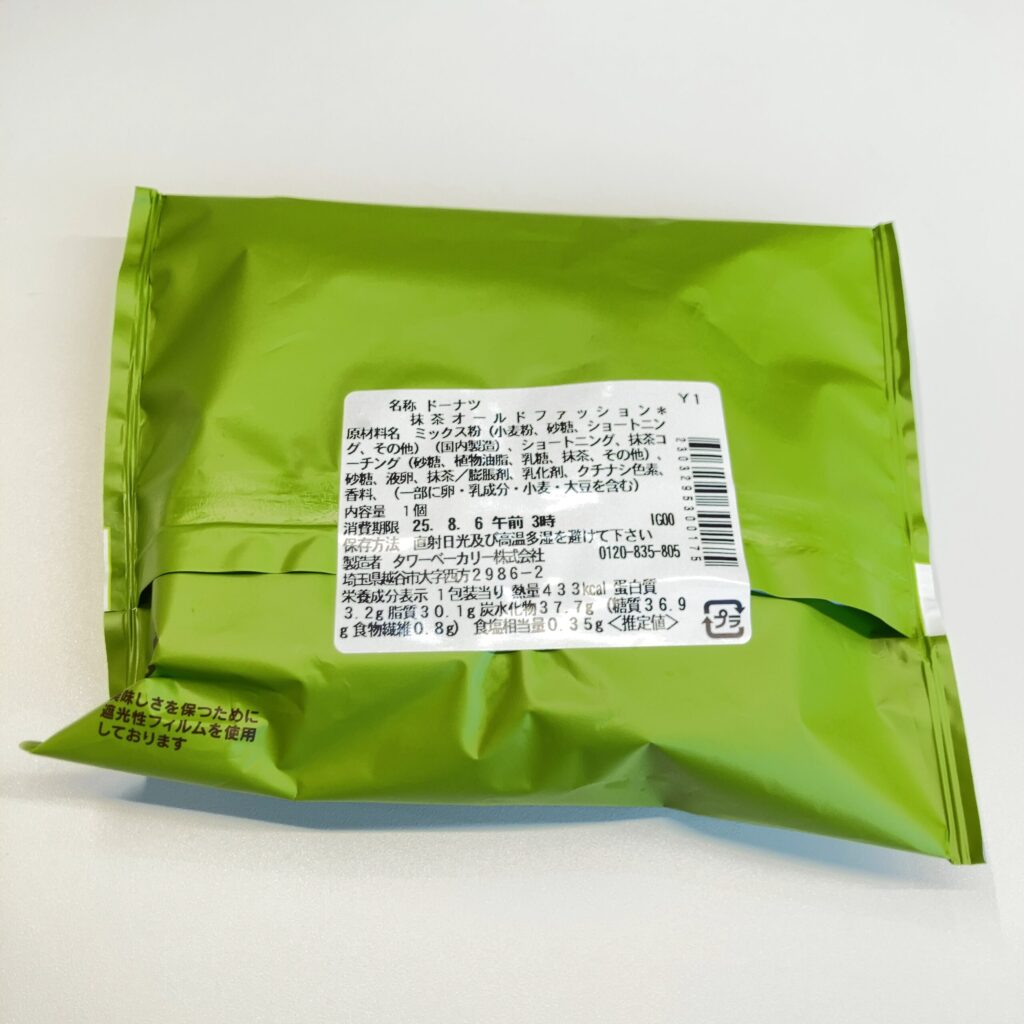 名称 ドーナツ
Y1
抹茶オールドファッション＊
原材料名 ミックス粉（小麦粉、砂糖、ショートニン
グ、その他）（国内製造）、ショートニング、抹茶コ
ーチング（砂糖、植物油脂、乳糖、抹茶、その他）、
砂糖、液卵、抹茶／膨脹剤、乳化剤、クチナシ色素、
香料、（一部に卵・乳成分・小麦・大豆を含む）
内容量 1個
消費期限 25. 8. 6 午前 3時 IG00
保存方法 直射日光及び高温多湿を避けて下さい
製造者 タワーベーカリー株式会社 0120-835-805
埼玉県越谷市大字西方2986-2
栄養成分表示 1包装当り 熱量433kcal 蛋白質
3.2g 脂質30.1g 炭水化物37.7g（糖質36.9
g 食物繊維0.8g） 食塩相当量0.35g＜推定値＞
プラ
味しさを保つために
遮光性フィルムを使用
しております